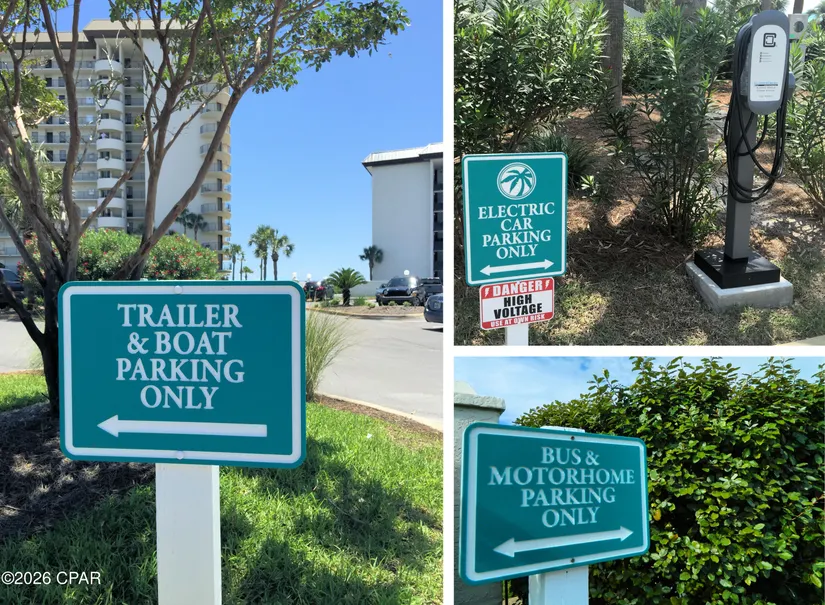 TRAILER
& BOAT
PARKING
ONLY
©2026 CPAR
ELECTRIC
CAR
PARKING
ONLY
DANGER
HIGH
VOLTAGE
USE AT OWN RISK
BUS &
MOTORHOME
PARKING
ONLY